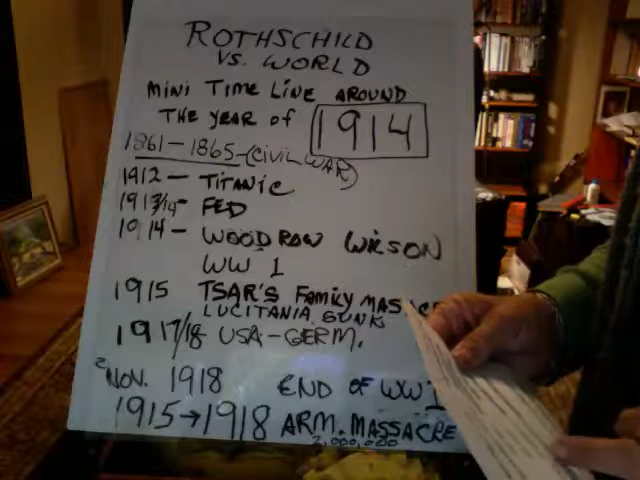 ROTHSCHILD
VS. WORLD
MINI TIME LINE AROUND
THE YEAR OF 1914
1861-1865-(CIVIL WAR)
1912 - TITANIC
1913/14- FED
1914- WOODROW WILSON
WW 1
1915 TSAR'S FAMILY
LUCITANIA SUNK
1917/18 USA-GERM.
NOV. 1918 END OF WW I
1915→1918 ARM. MASSACRE
2,000,000